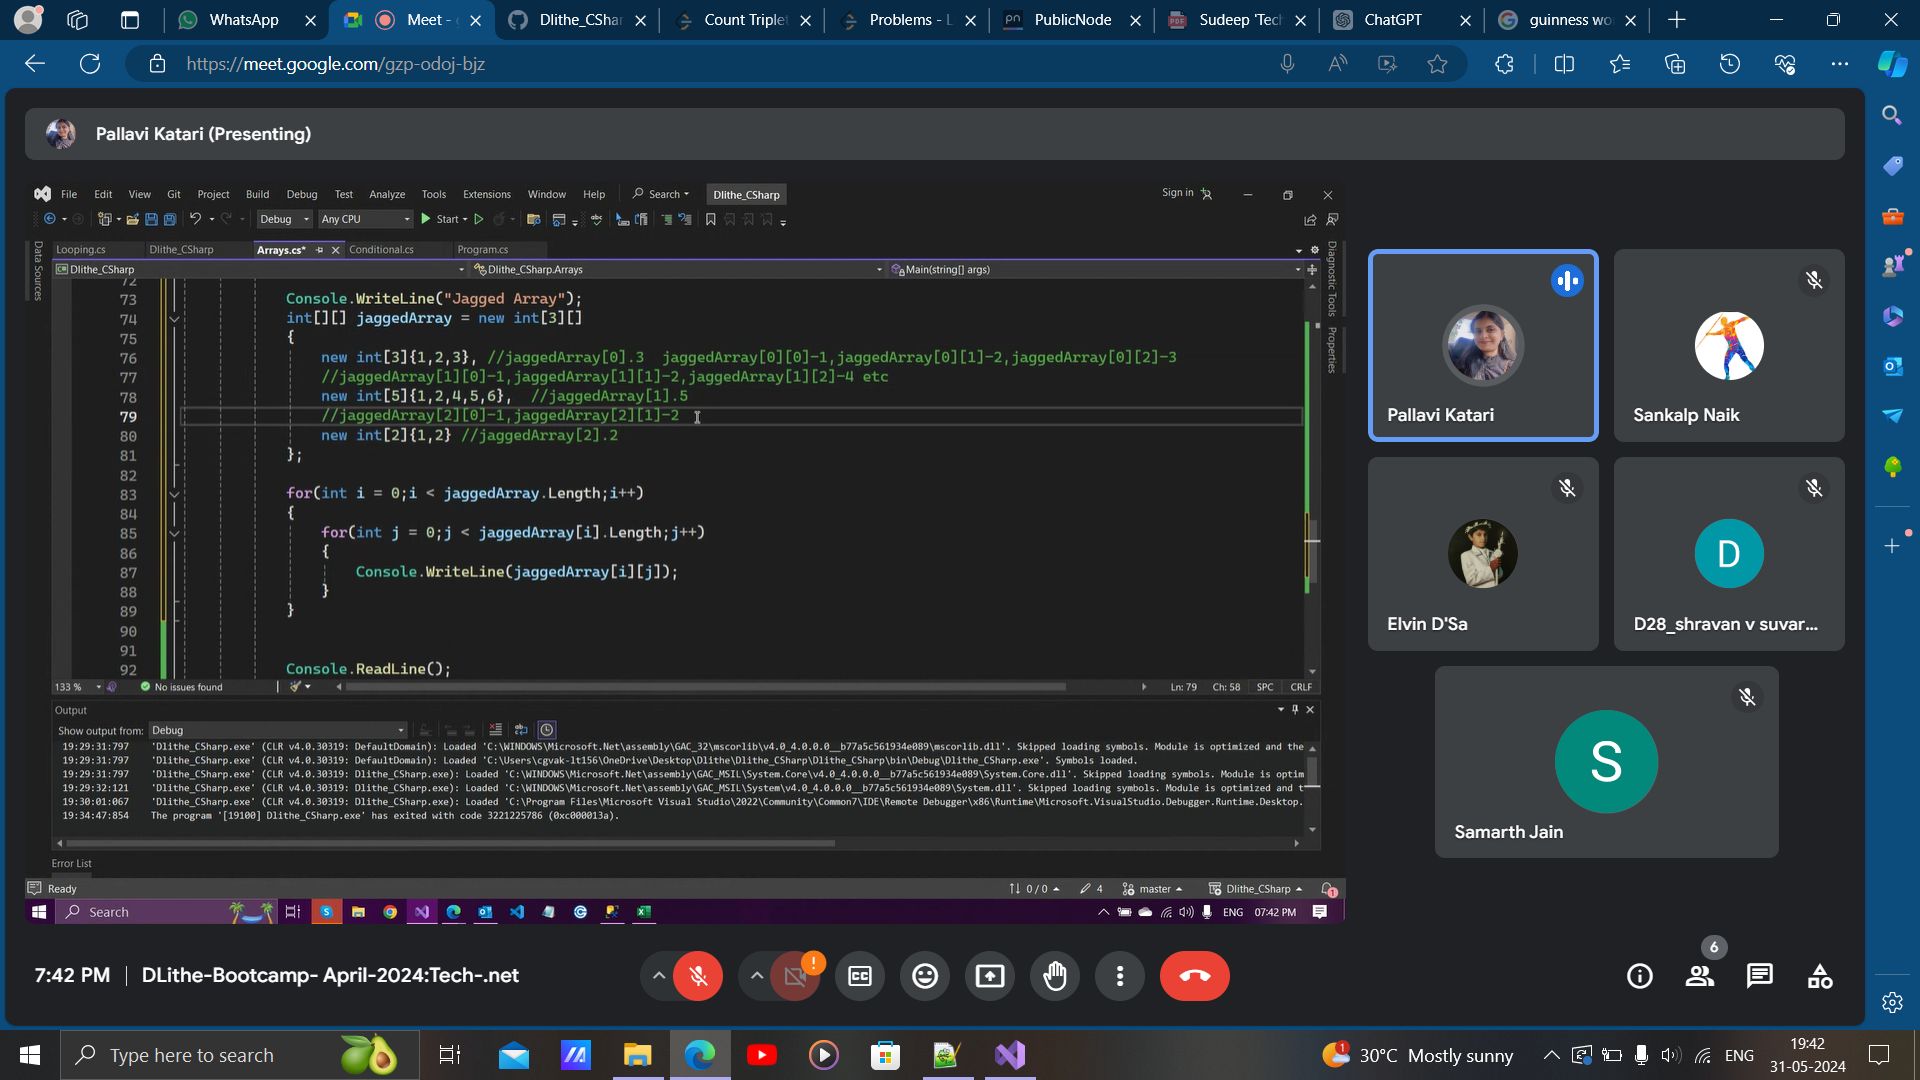 WhatsApp
Meet - g
Dlithe_CShar
Count Triplet
Problems - L
PublicNode
Sudeep 'Tech
ChatGPT
guinness wo
https://meet.google.com/gzp-odoj-bjz
Pallavi Katari (Presenting)
File Edit View Git Project Build Debug Test Analyze Tools Extensions Window Help Search Dlithe_CSharp Sign in
Debug Any CPU Start
Looping.cs Dlithe_CSharp Arrays.cs* Conditional.cs Program.cs
Dlithe_CSharp Dlithe_CSharp.Arrays Main(string[] args)
Data Sources
Diagnostic Tools
Properties
72
73 Console.WriteLine("Jagged Array");
74 int[][] jaggedArray = new int[3][]
75 {
76 new int[3]{1,2,3}, //jaggedArray[0].3 jaggedArray[0][0]-1,jaggedArray[0][1]-2,jaggedArray[0][2]-3
77 //jaggedArray[1][0]-1,jaggedArray[1][1]-2,jaggedArray[1][2]-4 etc
78 new int[5]{1,2,4,5,6}, //jaggedArray[1].5
79 //jaggedArray[2][0]-1,jaggedArray[2][1]-2
80 new int[2]{1,2} //jaggedArray[2].2
81 };
82
83 for(int i = 0;i < jaggedArray.Length;i++)
84 {
85 for(int j = 0;j < jaggedArray[i].Length;j++)
86 {
87 Console.WriteLine(jaggedArray[i][j]);
88 }
89 }
90
91
92 Console.ReadLine();
133 % No issues found Ln: 79 Ch: 58 SPC CRLF
Output
Show output from: Debug
19:29:31:797 'Dlithe_CSharp.exe' (CLR v4.0.30319: DefaultDomain): Loaded 'C:\WINDOWS\Microsoft.Net\assembly\GAC_32\mscorlib\v4.0_4.0.0.0__b77a5c561934e089\mscorlib.dll'. Skipped loading symbols. Module is optimized and the
19:29:31:797 'Dlithe_CSharp.exe' (CLR v4.0.30319: DefaultDomain): Loaded 'C:\Users\cgvak-lt156\OneDrive\Desktop\Dlithe\Dlithe_CSharp\Dlithe_CSharp\bin\Debug\Dlithe_CSharp.exe'. Symbols loaded.
19:29:31:797 'Dlithe_CSharp.exe' (CLR v4.0.30319: Dlithe_CSharp.exe): Loaded 'C:\WINDOWS\Microsoft.Net\assembly\GAC_MSIL\System.Core\v4.0_4.0.0.0__b77a5c561934e089\System.Core.dll'. Skipped loading symbols. Module is optim
19:29:32:121 'Dlithe_CSharp.exe' (CLR v4.0.30319: Dlithe_CSharp.exe): Loaded 'C:\WINDOWS\Microsoft.Net\assembly\GAC_MSIL\System\v4.0_4.0.0.0__b77a5c561934e089\System.dll'. Skipped loading symbols. Module is optimized and t
19:30:01:067 'Dlithe_CSharp.exe' (CLR v4.0.30319: Dlithe_CSharp.exe): Loaded 'C:\Program Files\Microsoft Visual Studio\2022\Community\Common7\IDE\Remote Debugger\x86\Runtime\Microsoft.VisualStudio.Debugger.Runtime.Desktop.
19:34:47:854 The program '[19100] Dlithe_CSharp.exe' has exited with code 3221225786 (0xc000013a).
Error List
Ready 0 / 0 4 master Dlithe_CSharp 1
Search ENG 07:42 PM
Pallavi Katari
Sankalp Naik
Elvin D'Sa
D
D28_shravan v suvar...
S
Samarth Jain
7:42 PM | DLithe-Bootcamp- April-2024:Tech-.net
6
Type here to search
1 30°C Mostly sunny ENG 19:42
31-05-2024